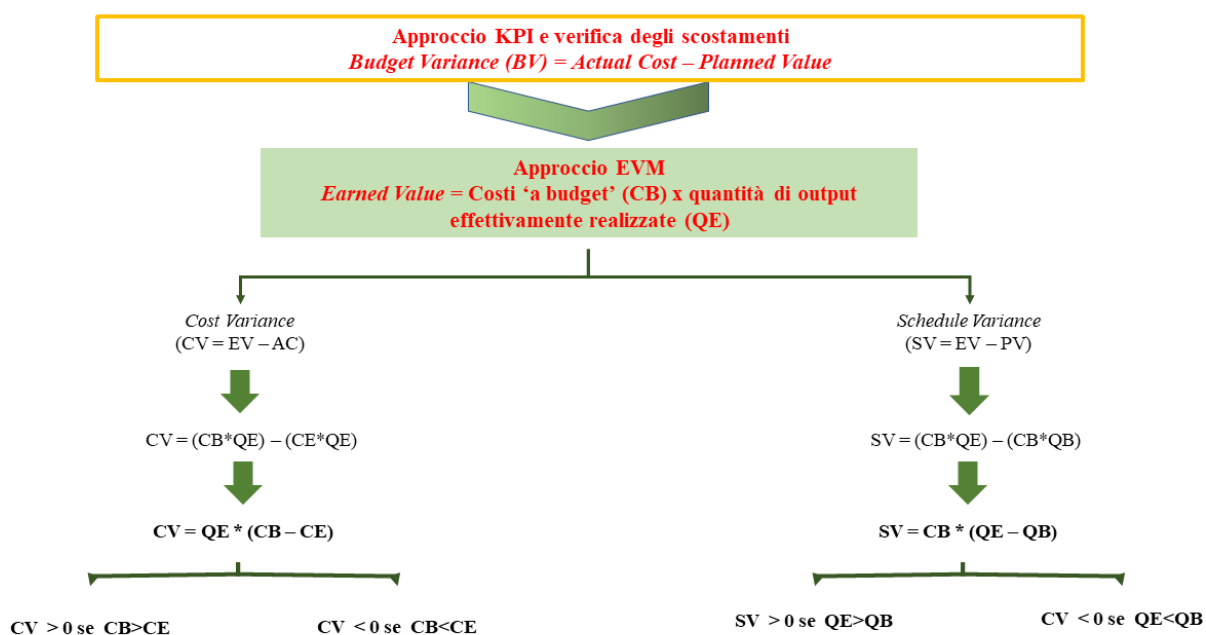 Approccio KPI e verifica degli scostamenti
Budget Variance (BV) = Actual Cost – Planned Value
Approccio EVM
Earned Value = Costi ‘a budget’ (CB) x quantità di output
effettivamente realizzate (QE)
Cost Variance
(CV = EV – AC)
CV = (CB*QE) – (CE*QE)
CV = QE * (CB – CE)
CV > 0 se CB>CE
CV < 0 se CB<CE
Schedule Variance
(SV = EV – PV)
SV = (CB*QE) – (CB*QB)
SV = CB * (QE – QB)
SV > 0 se QE>QB
CV < 0 se QE<QB